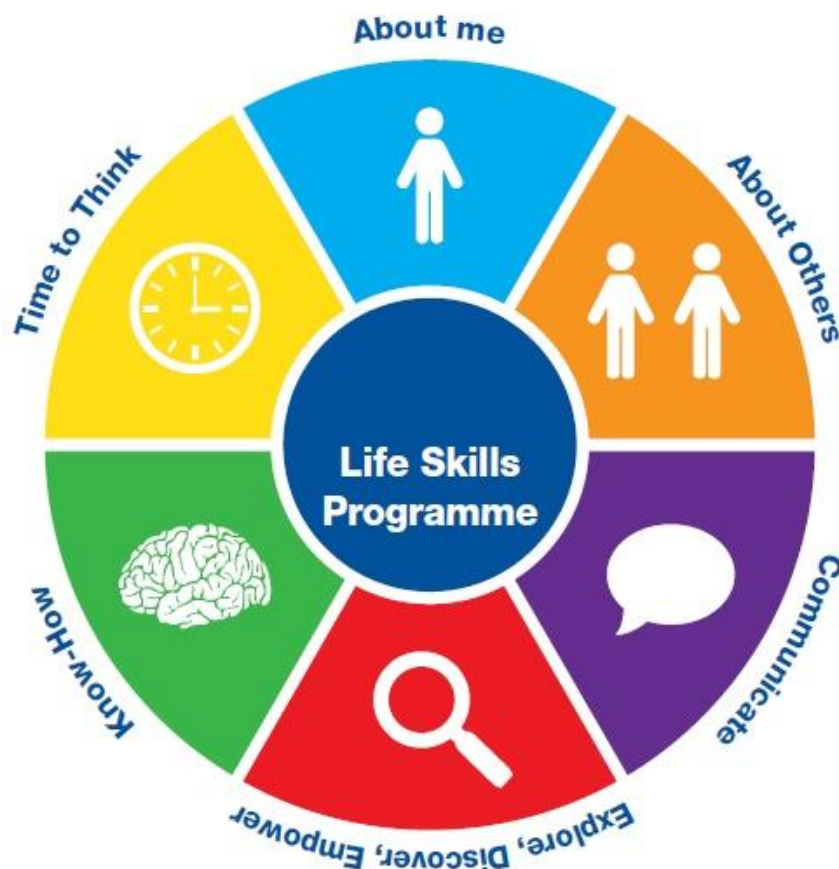 About me
About Others
Communicate
Explore, Discover, Empower
Know-How
Time to Think
Life Skills
Programme